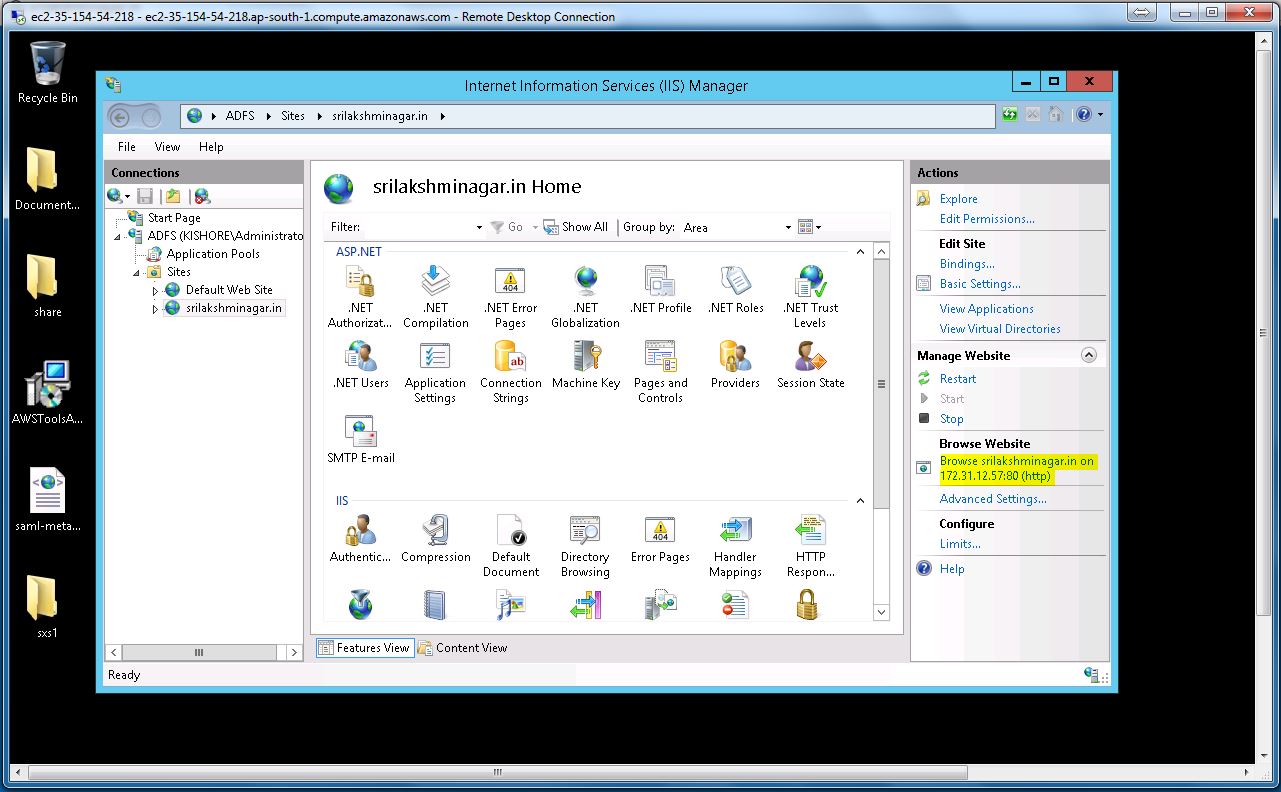 ec2-35-154-54-218 - ec2-35-154-54-218.ap-south-1.compute.amazonaws.com - Remote Desktop Connection
Recycle Bin
Document...
share
AWSToolsA...
saml-meta...
sxs1
Internet Information Services (IIS) Manager
ADFS
Sites
srilakshminagar.in
File View Help
Connections
Start Page
ADFS (KISHORE\Administrato
Application Pools
Sites
Default Web Site
srilakshminagar.in
srilakshminagar.in Home
Filter: Go Show All Group by: Area
ASP.NET
.NET
Authorizat...
.NET
Compilation
.NET Error
Pages
.NET
Globalization
.NET Profile
.NET Roles
.NET Trust
Levels
.NET Users
Application
Settings
Connection
Strings
Machine Key
Pages and
Controls
Providers
Session State
SMTP E-mail
IIS
Authentic...
Compression
Default
Document
Directory
Browsing
Error Pages
Handler
Mappings
HTTP
Respon...
Features View Content View
Actions
Explore
Edit Permissions...
Edit Site
Bindings...
Basic Settings...
View Applications
View Virtual Directories
Manage Website
Restart
Start
Stop
Browse Website
Browse srilakshminagar.in on
172.31.12.57:80 (http)
Advanced Settings...
Configure
Limits...
Help
Ready
404
ab
404